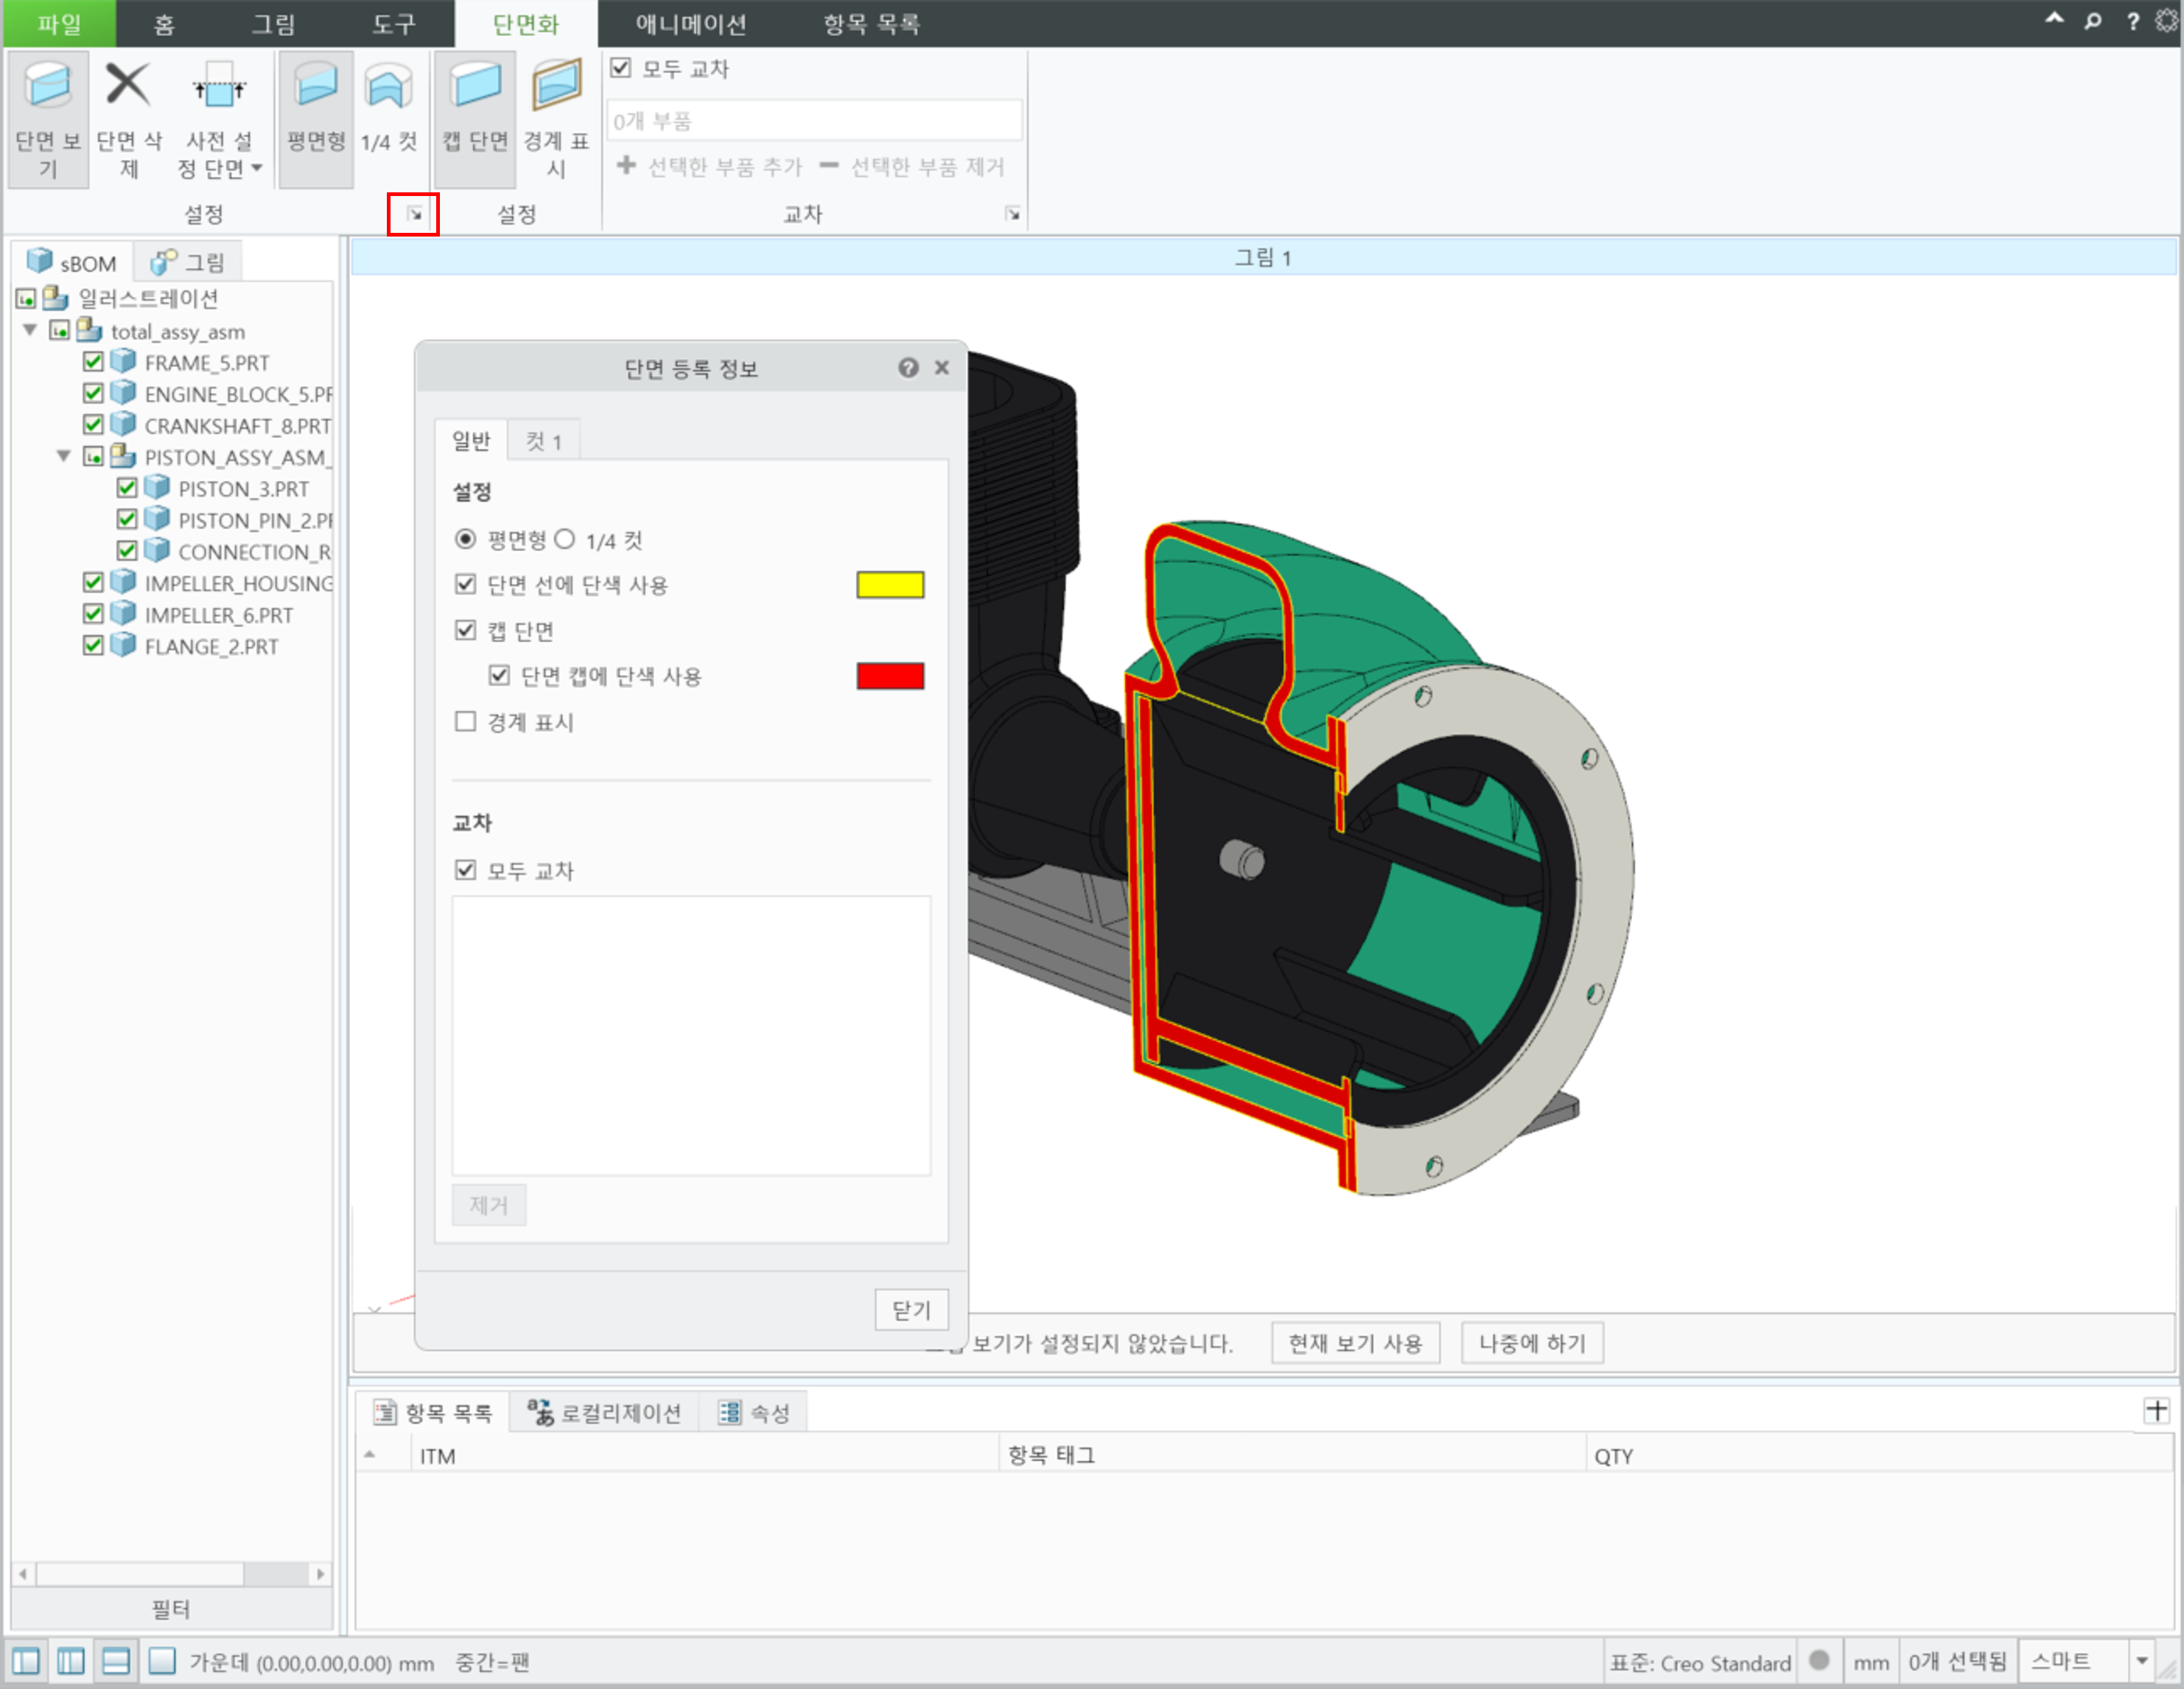 파일 홈 그림 도구 단면화 애니메이션 항목 목록
모두 교차
0개 부품
단면 보기
단면 삭제
사전 설정 단면
평면형
1/4 컷
캡 단면
경계 표시
선택한 부품 추가 선택한 부품 제거
설정 설정 교차
sBOM 그림
그림 1
일러스트레이션
total_assy_asm
FRAME_5.PRT
ENGINE_BLOCK_5.PR
CRANKSHAFT_8.PRT
PISTON_ASSY_ASM_
PISTON_3.PRT
PISTON_PIN_2.PR
CONNECTION_R
IMPELLER_HOUSING
IMPELLER_6.PRT
FLANGE_2.PRT
필터
단면 등록 정보
일반 컷 1
설정
평면형 1/4 컷
단면 선에 단색 사용
캡 단면
단면 캡에 단색 사용
경계 표시
교차
모두 교차
제거
닫기
보기가 설정되지 않았습니다. 현재 보기 사용 나중에 하기
항목 목록 로컬리제이션 속성
ITM 항목 태그 QTY
가운데 (0.00,0.00,0.00) mm 중간=팬 표준: Creo Standard mm 0개 선택됨 스마트